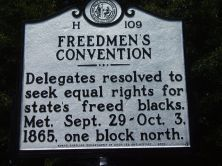 H 109
FREEDMEN'S
CONVENTION
Delegates resolved to
seek equal rights for
state's freed blacks.
Met. Sept. 29-Oct. 3,
1865, one block north.